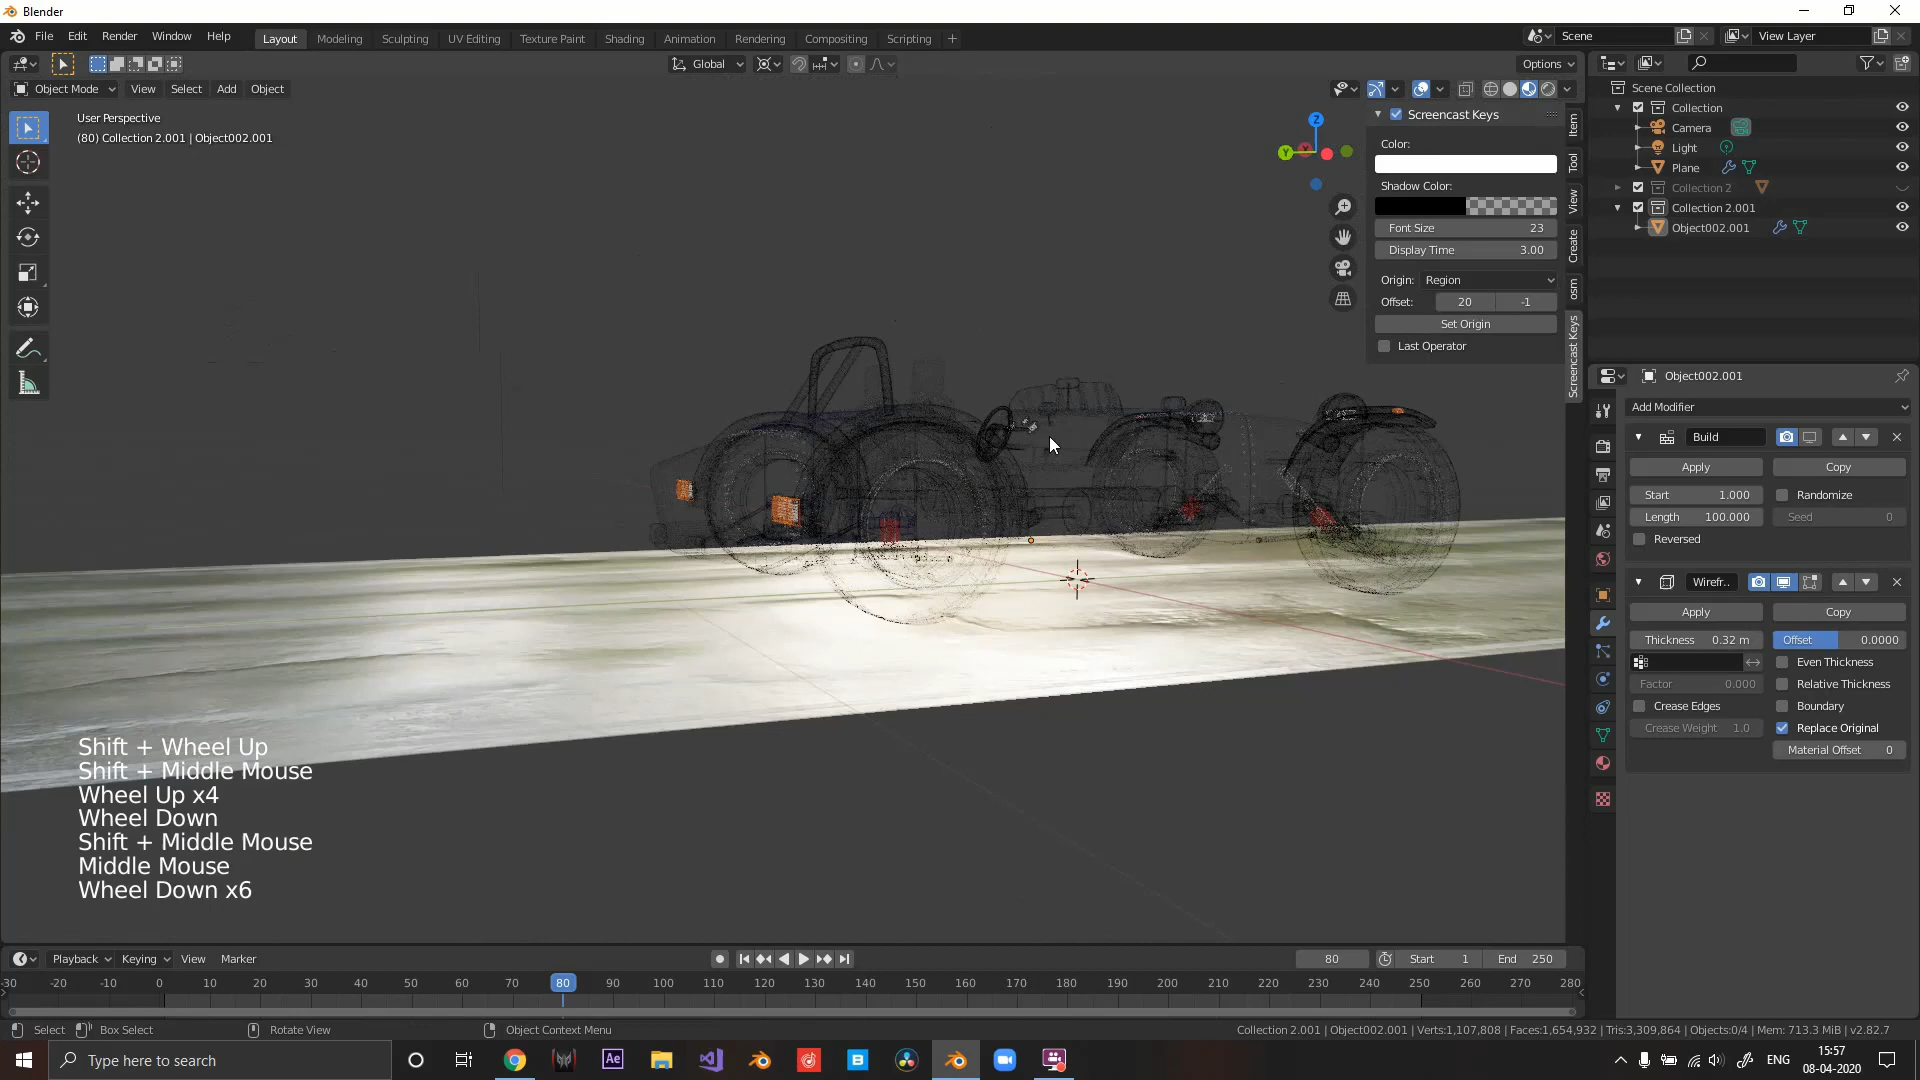 Blender
File Edit Render Window Help
Layout Modeling Sculpting UV Editing Texture Paint Shading Animation Rendering Compositing Scripting +
Scene
View Layer
Global
Options
Object Mode View Select Add Object
User Perspective
(80) Collection 2.001 | Object002.001
Z
Y
X
Screencast Keys
Color:
Shadow Color:
Font Size 23
Display Time 3.00
Origin: Region
Offset: 20 -1
Set Origin
Last Operator
Item
Tool
View
Create
osm
Screencast Keys
Scene Collection
Collection
Camera
Light
Plane
Collection 2
Collection 2.001
Object002.001
Object002.001
Add Modifier
Build
Apply Copy
Start 1.000 Randomize
Length 100.000 Seed 0
Reversed
Wirefr..
Apply Copy
Thickness 0.32 m Offset 0.0000
Even Thickness
Factor 0.000 Relative Thickness
Crease Edges Boundary
Crease Weight 1.0 Replace Original
Material Offset 0
Shift + Wheel Up
Shift + Middle Mouse
Wheel Up x4
Wheel Down
Shift + Middle Mouse
Middle Mouse
Wheel Down x6
Playback Keying View Marker
80 Start 1 End 250
-30 -20 -10 0 10 20 30 40 50 60 70 80 90 100 110 120 130 140 150 160 170 180 190 200 210 220 230 240 250 260 270 280
Select Box Select Rotate View Object Context Menu
Collection 2.001 | Object002.001 | Verts:1,107,808 | Faces:1,654,932 | Tris:3,309,864 | Objects:0/4 | Mem: 713.3 MiB | v2.82.7
Type here to search
Ae
B
ENG
15:57
08-04-2020